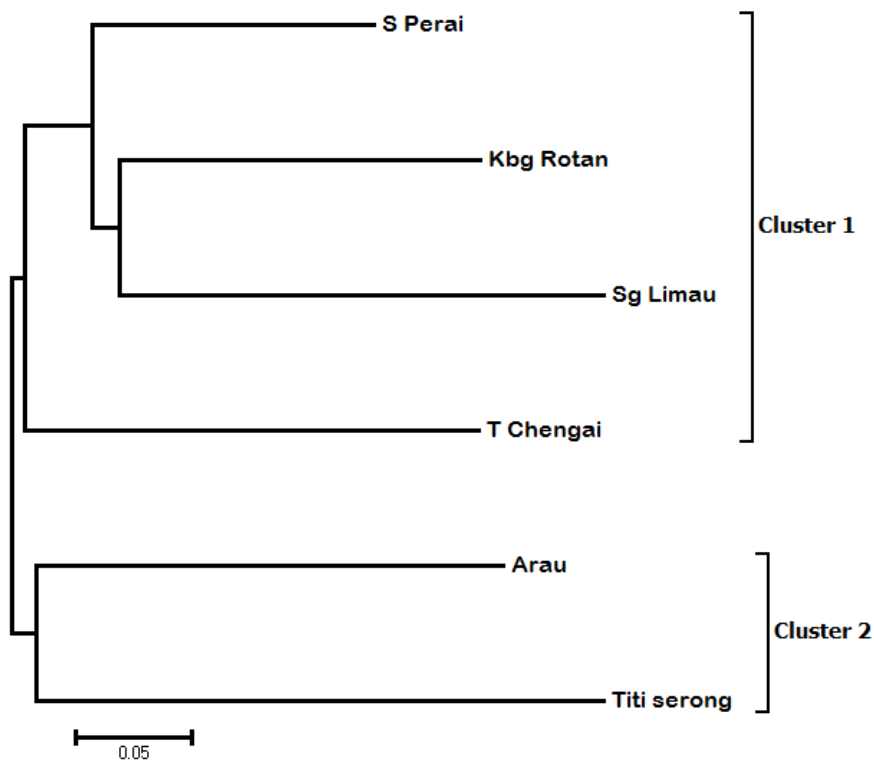 S Perai
Kbg Rotan
Cluster 1
Sg Limau
T Chengai
Arau
Cluster 2
Titi serong
0.05